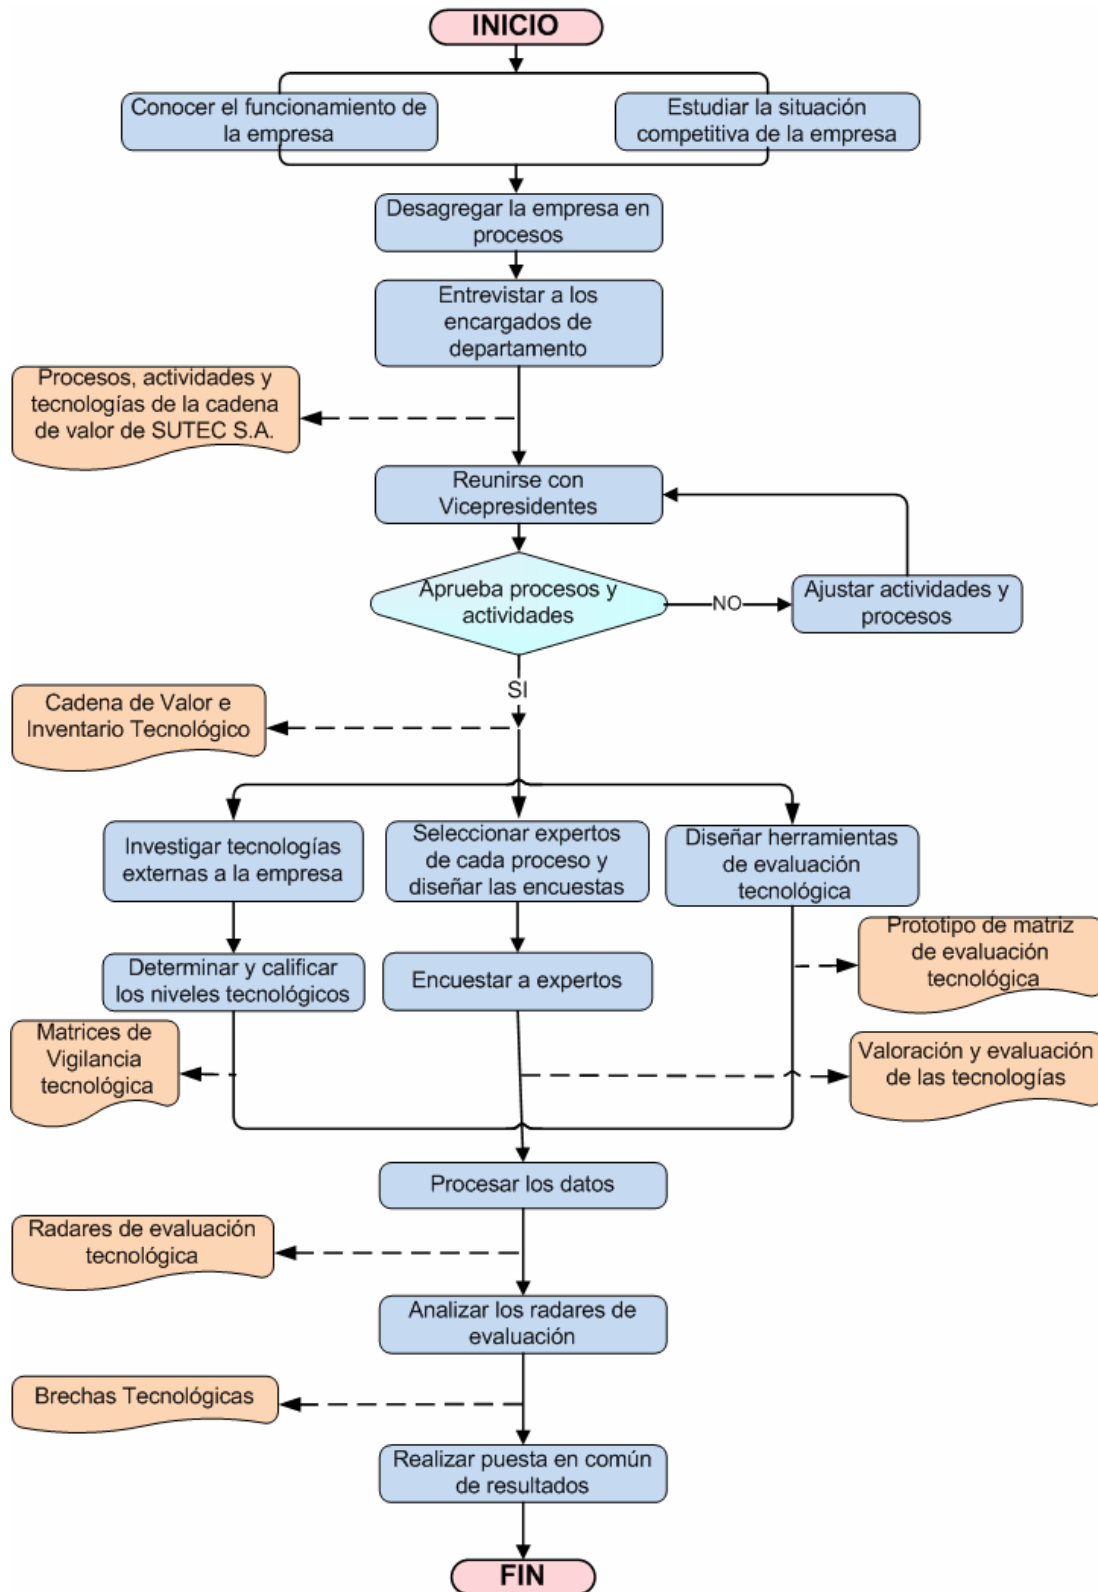 INICIO
Conocer el funcionamiento de
la empresa
Estudiar la situación
competitiva de la empresa
Desagregar la empresa en
procesos
Entrevistar a los
encargados de
departamento
Procesos, actividades y
tecnologías de la cadena
de valor de SUTEC S.A.
Reunirse con
Vicepresidentes
Aprueba procesos y
actividades
NO
Ajustar actividades y
procesos
SI
Cadena de Valor e
Inventario Tecnológico
Investigar tecnologías
externas a la empresa
Seleccionar expertos
de cada proceso y
diseñar las encuestas
Diseñar herramientas
de evaluación
tecnológica
Determinar y calificar
los niveles tecnológicos
Encuestar a expertos
Prototipo de matriz
de evaluación
tecnológica
Matrices de
Vigilancia
tecnológica
Valoración y evaluación
de las tecnologías
Procesar los datos
Radares de evaluación
tecnológica
Analizar los radares de
evaluación
Brechas Tecnológicas
Realizar puesta en común
de resultados
FIN